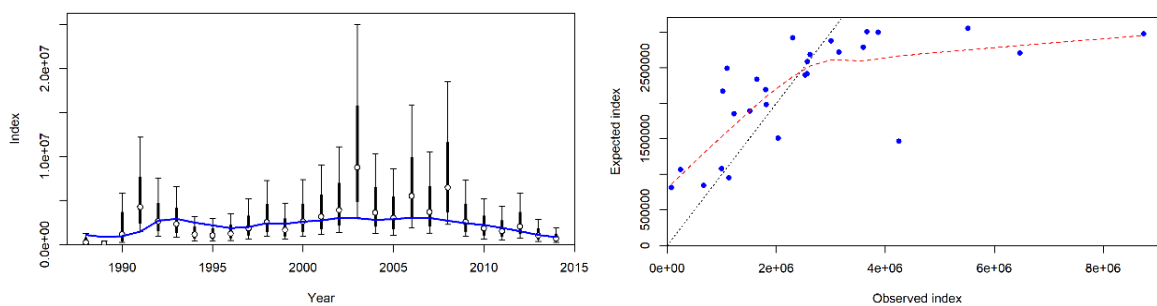 Index
0.0e+00
1.0e+07
2.0e+07
1990
1995
2000
2005
2010
2015
Year
Expected index
0
500000
1500000
2500000
0e+00
2e+06
4e+06
6e+06
8e+06
Observed index